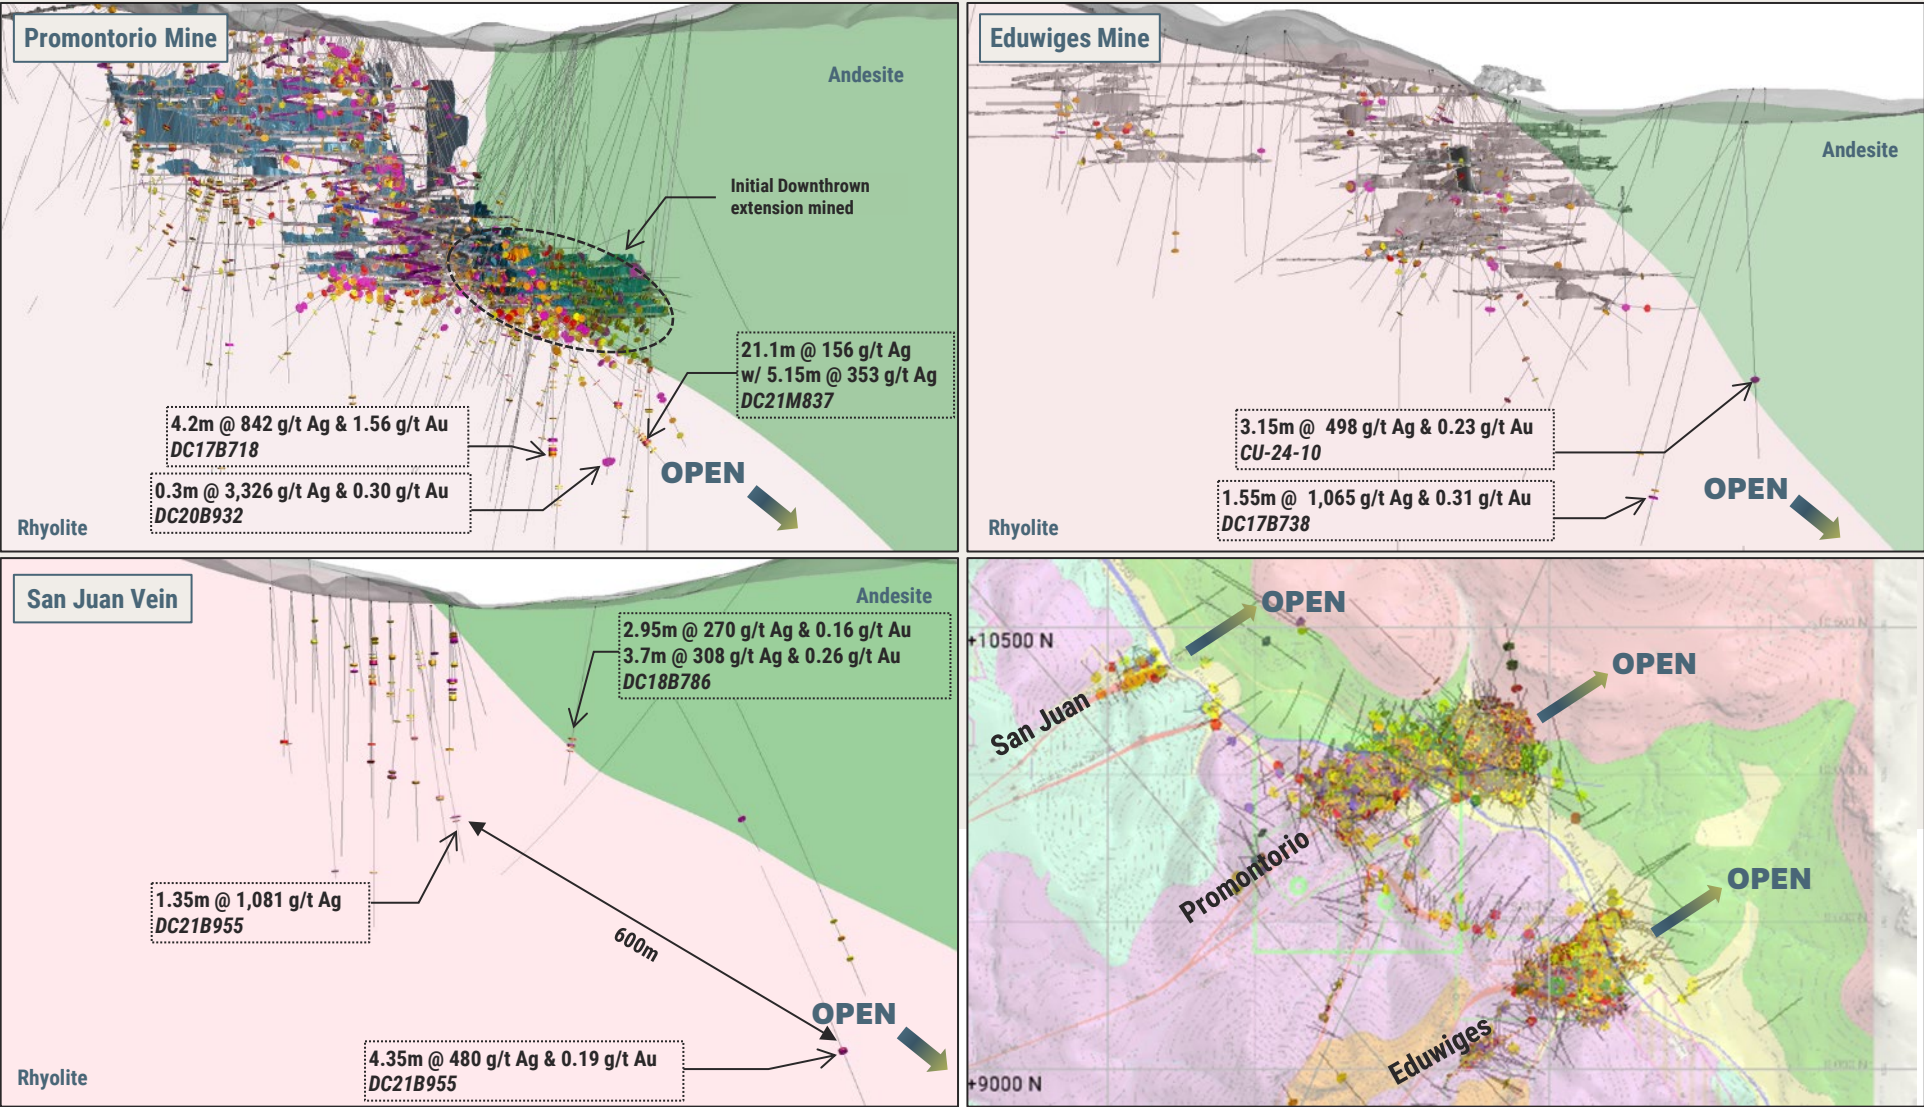 Promontorio Mine
Andesite
Initial Downthrown
extension mined
21.1m @ 156 g/t Ag
w/ 5.15m @ 353 g/t Ag
DC21M837
4.2m @ 842 g/t Ag & 1.56 g/t Au
DC17B718
0.3m @ 3,326 g/t Ag & 0.30 g/t Au
DC20B932
OPEN
Rhyolite
Eduwiges Mine
Andesite
3.15m @ 498 g/t Ag & 0.23 g/t Au
CU-24-10
1.55m @ 1,065 g/t Ag & 0.31 g/t Au
DC17B738
OPEN
Rhyolite
San Juan Vein
Andesite
2.95m @ 270 g/t Ag & 0.16 g/t Au
3.7m @ 308 g/t Ag & 0.26 g/t Au
DC18B786
1.35m @ 1,081 g/t Ag
DC21B955
600m
OPEN
4.35m @ 480 g/t Ag & 0.19 g/t Au
DC21B955
Rhyolite
OPEN
+10500 N
OPEN
San Juan
Promontorio
OPEN
Eduwiges
+9000 N